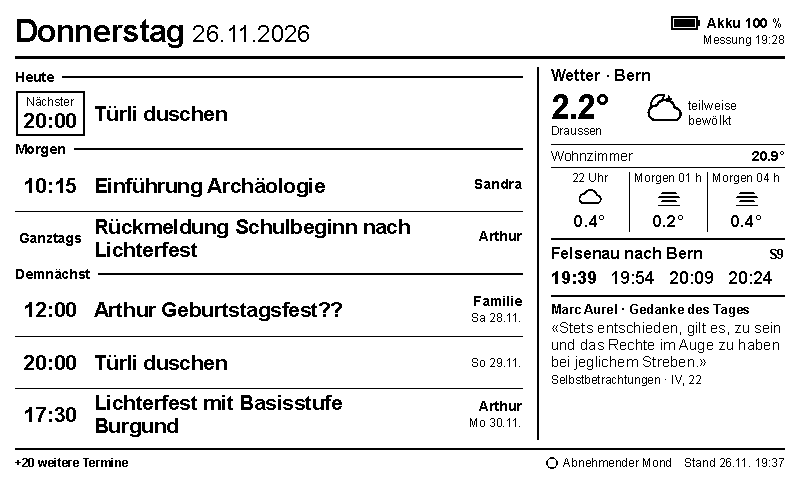 Donnerstag 26.11.2026
Akku 100 %
Messung 19:28
Heute
Nächster
20:00
Türli duschen
Morgen
10:15 Einführung Archäologie Sandra
Ganztags
Rückmeldung Schulbeginn nach
Lichterfest
Arthur
Demnächst
12:00 Arthur Geburtstagsfest??
Familie
Sa 28.11.
20:00 Türli duschen So 29.11.
17:30
Lichterfest mit Basisstufe
Burgund
Arthur
Mo 30.11.
Wetter · Bern
2.2°
Draussen
teilweise
bewölkt
Wohnzimmer 20.9°
22 Uhr Morgen 01 h Morgen 04 h
0.4° 0.2° 0.4°
Felsenau nach Bern S9
19:39 19:54 20:09 20:24
Marc Aurel · Gedanke des Tages
«Stets entschieden, gilt es, zu sein
und das Rechte im Auge zu haben
bei jeglichem Streben.»
Selbstbetrachtungen · IV, 22
+20 weitere Termine
Abnehmender Mond Stand 26.11. 19:37